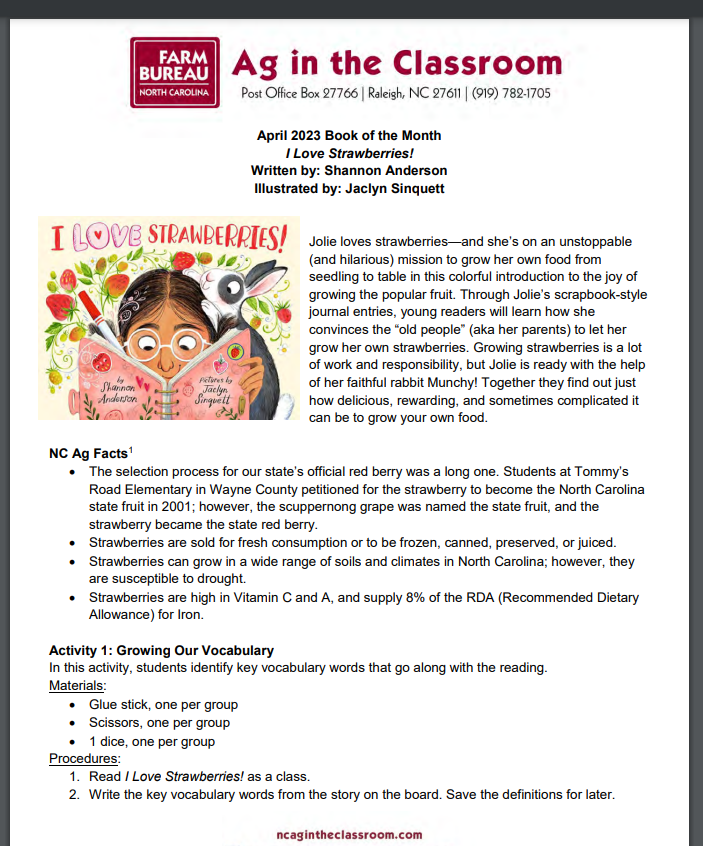 FARM
BUREAU
NORTH CAROLINA
Ag in the Classroom
Post Office Box 27766 | Raleigh, NC 27611 | (919) 782-1705
April 2023 Book of the Month
I Love Strawberries!
Written by: Shannon Anderson
Illustrated by: Jaclyn Sinquett
I LOVE STRAWBERRIES!
by
Shannon
Anderson
Pictures by
Jaclyn
Sinquett
Jolie loves strawberries—and she's on an unstoppable
(and hilarious) mission to grow her own food from
seedling to table in this colorful introduction to the joy of
growing the popular fruit. Through Jolie's scrapbook-style
journal entries, young readers will learn how she
convinces the “old people” (aka her parents) to let her
grow her own strawberries. Growing strawberries is a lot
of work and responsibility, but Jolie is ready with the help
of her faithful rabbit Munchy! Together they find out just
how delicious, rewarding, and sometimes complicated it
can be to grow your own food.
NC Ag Facts1
• The selection process for our state's official red berry was a long one. Students at Tommy's
Road Elementary in Wayne County petitioned for the strawberry to become the North Carolina
state fruit in 2001; however, the scuppernong grape was named the state fruit, and the
strawberry became the state red berry.
• Strawberries are sold for fresh consumption or to be frozen, canned, preserved, or juiced.
• Strawberries can grow in a wide range of soils and climates in North Carolina; however, they
are susceptible to drought.
• Strawberries are high in Vitamin C and A, and supply 8% of the RDA (Recommended Dietary
Allowance) for Iron.
Activity 1: Growing Our Vocabulary
In this activity, students identify key vocabulary words that go along with the reading.
Materials:
• Glue stick, one per group
• Scissors, one per group
• 1 dice, one per group
Procedures:
1. Read I Love Strawberries! as a class.
2. Write the key vocabulary words from the story on the board. Save the definitions for later.
ncagintheclassroom.com